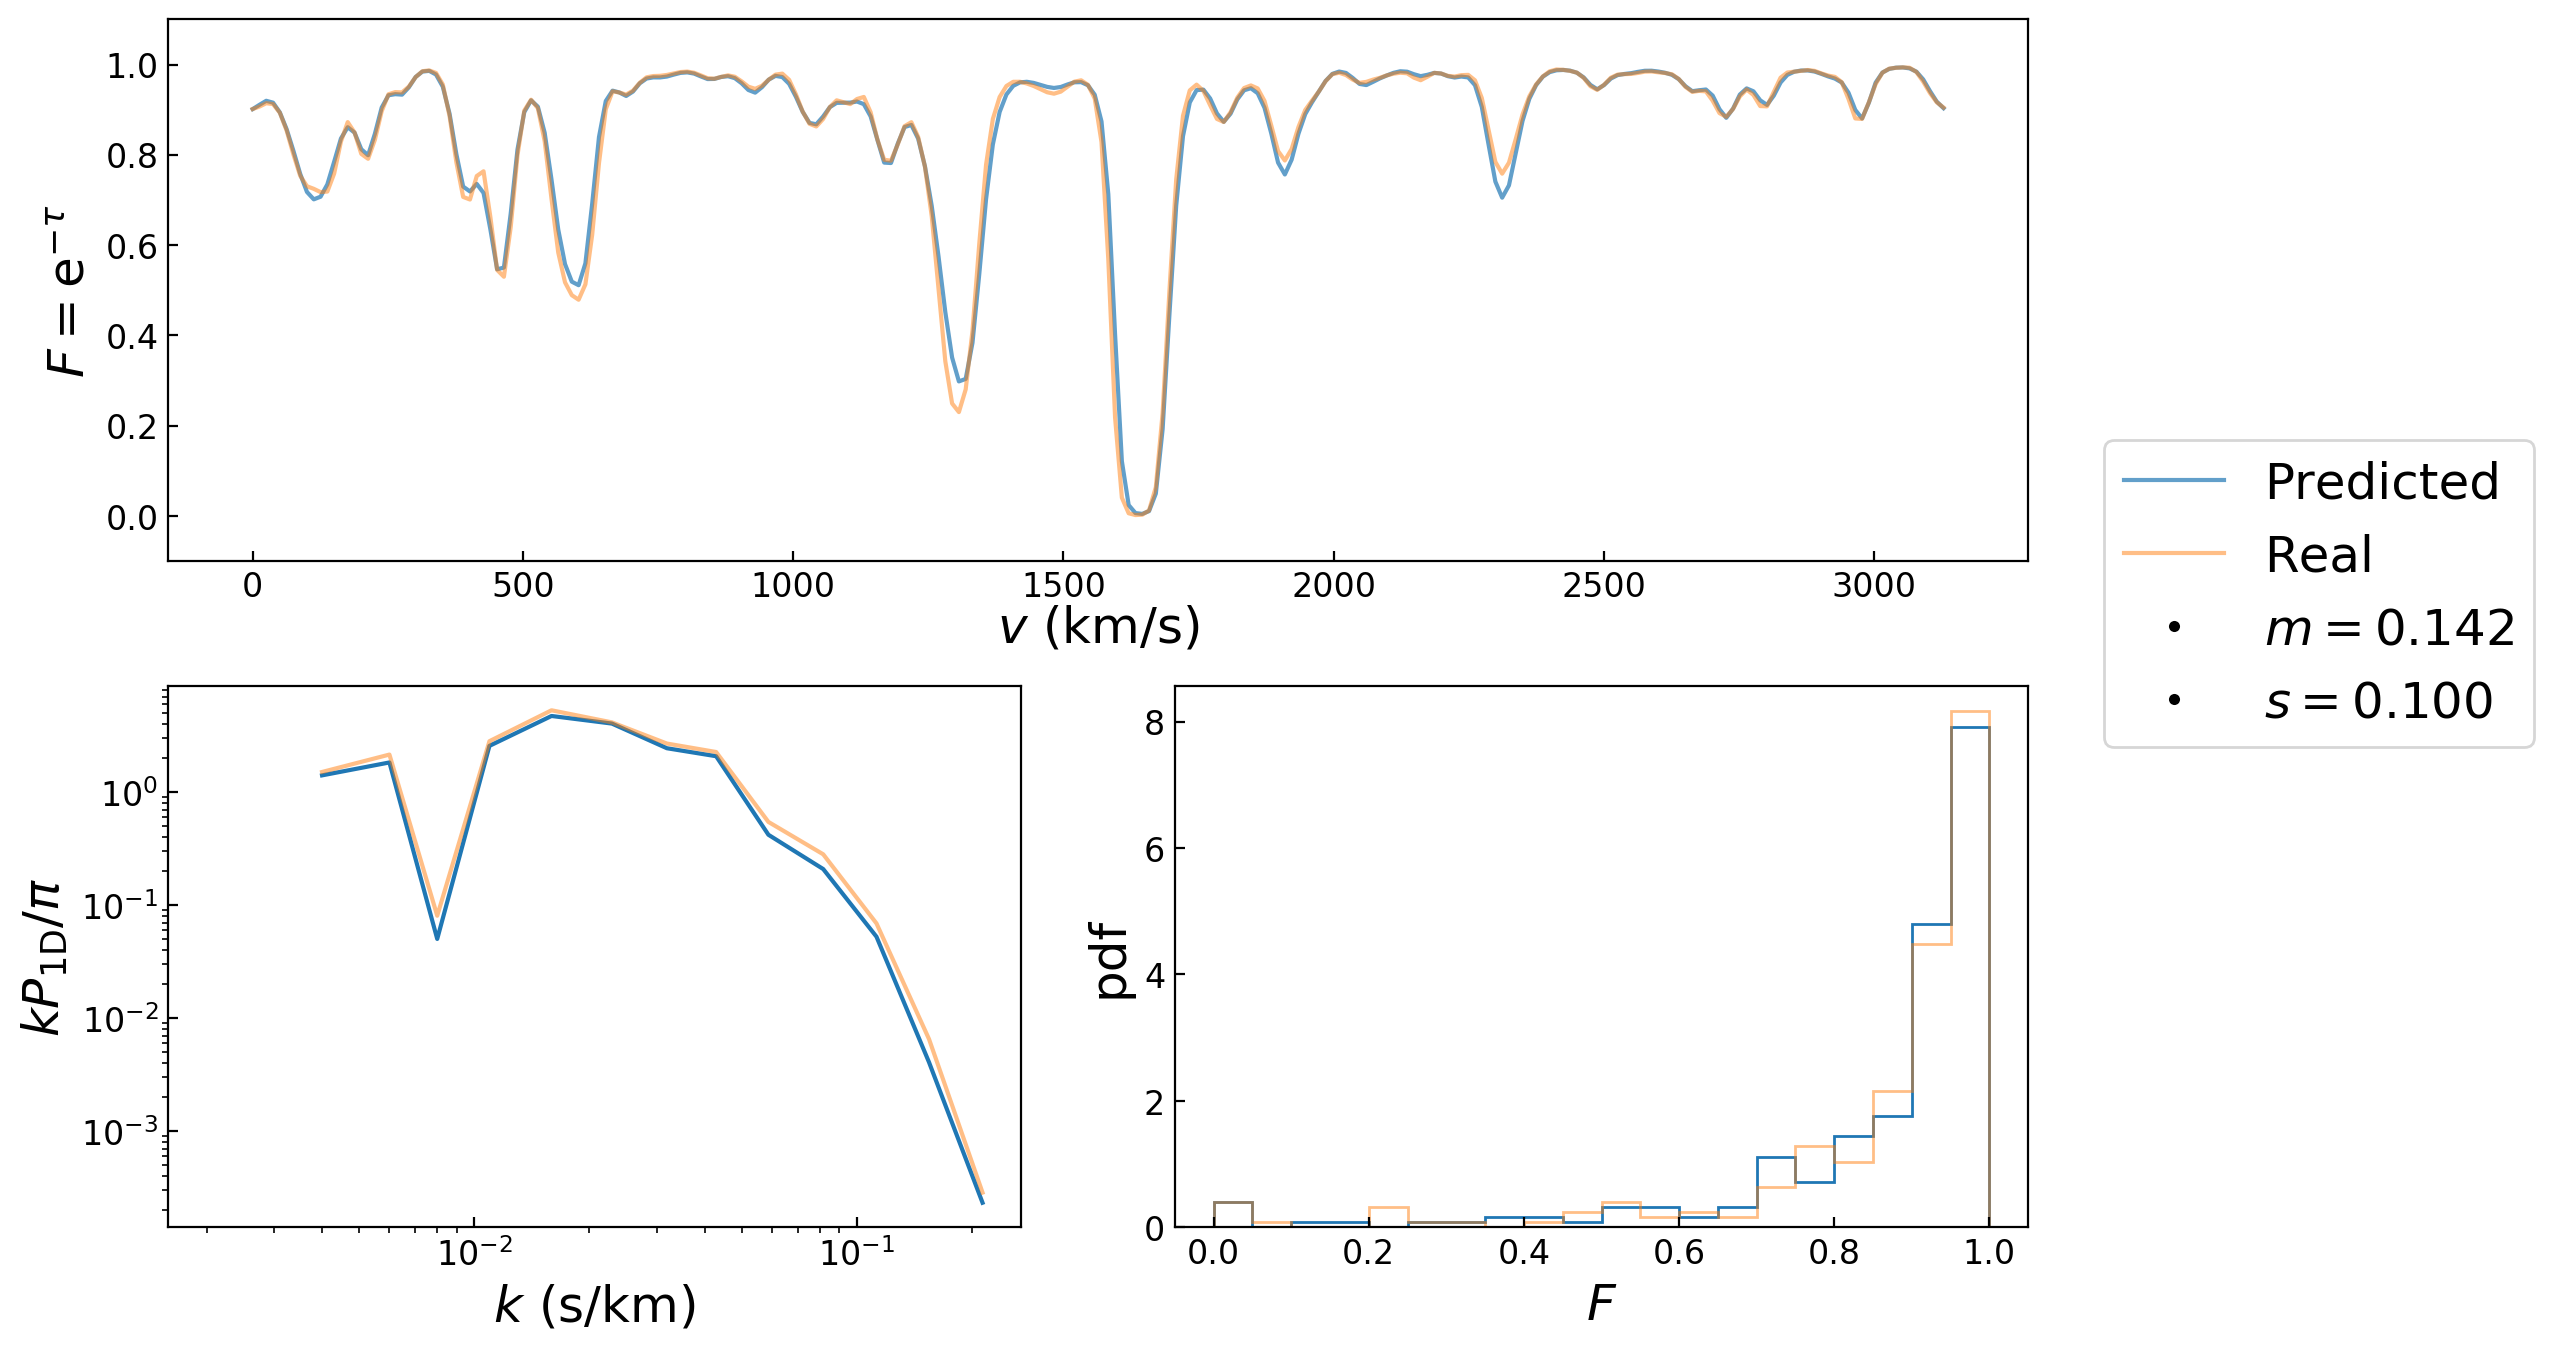 F = e^{−τ}
1.0
0.8
0.6
0.4
0.2
0.0
0 500 1000 1500 2000 2500 3000
v (km/s)
Predicted
Real
m = 0.142
s = 0.100
kP_{1D}/π
10^0
10^{−1}
10^{−2}
10^{−3}
10^{−2} 10^{−1}
k (s/km)
pdf
8
6
4
2
0
0.0 0.2 0.4 0.6 0.8 1.0
F